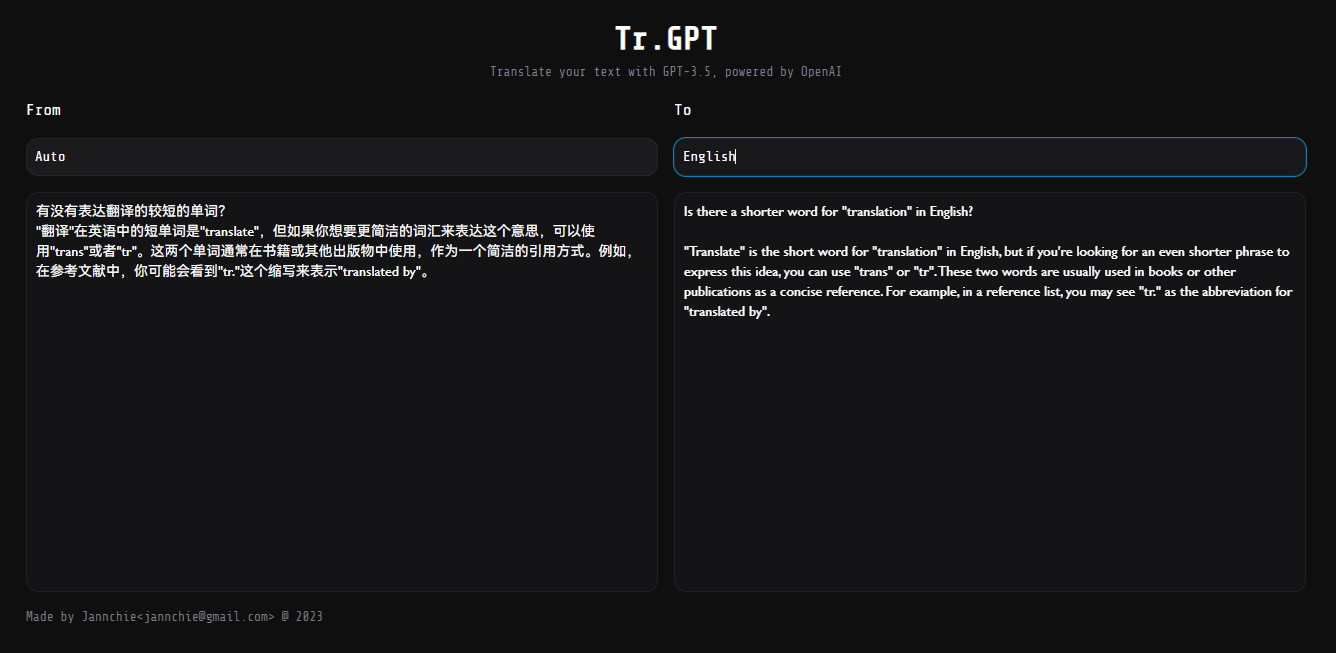 Tr.GPT
Translate your text with GPT-3.5, powered by OpenAI
From
To
Auto
English
有没有表达翻译的较短的单词？
"翻译"在英语中的短单词是"translate"，但如果你想要更简洁的词汇来表达这个意思，可以使
用"trans"或者"tr"。这两个单词通常在书籍或其他出版物中使用，作为一个简洁的引用方式。例如，
在参考文献中，你可能会看到"tr."这个缩写来表示"translated by"。
Is there a shorter word for "translation" in English?
"Translate" is the short word for "translation" in English, but if you're looking for an even shorter phrase to
express this idea, you can use "trans" or "tr". These two words are usually used in books or other
publications as a concise reference. For example, in a reference list, you may see "tr." as the abbreviation for
"translated by".
Made by Jannchie<jannchie@gmail.com> @ 2023